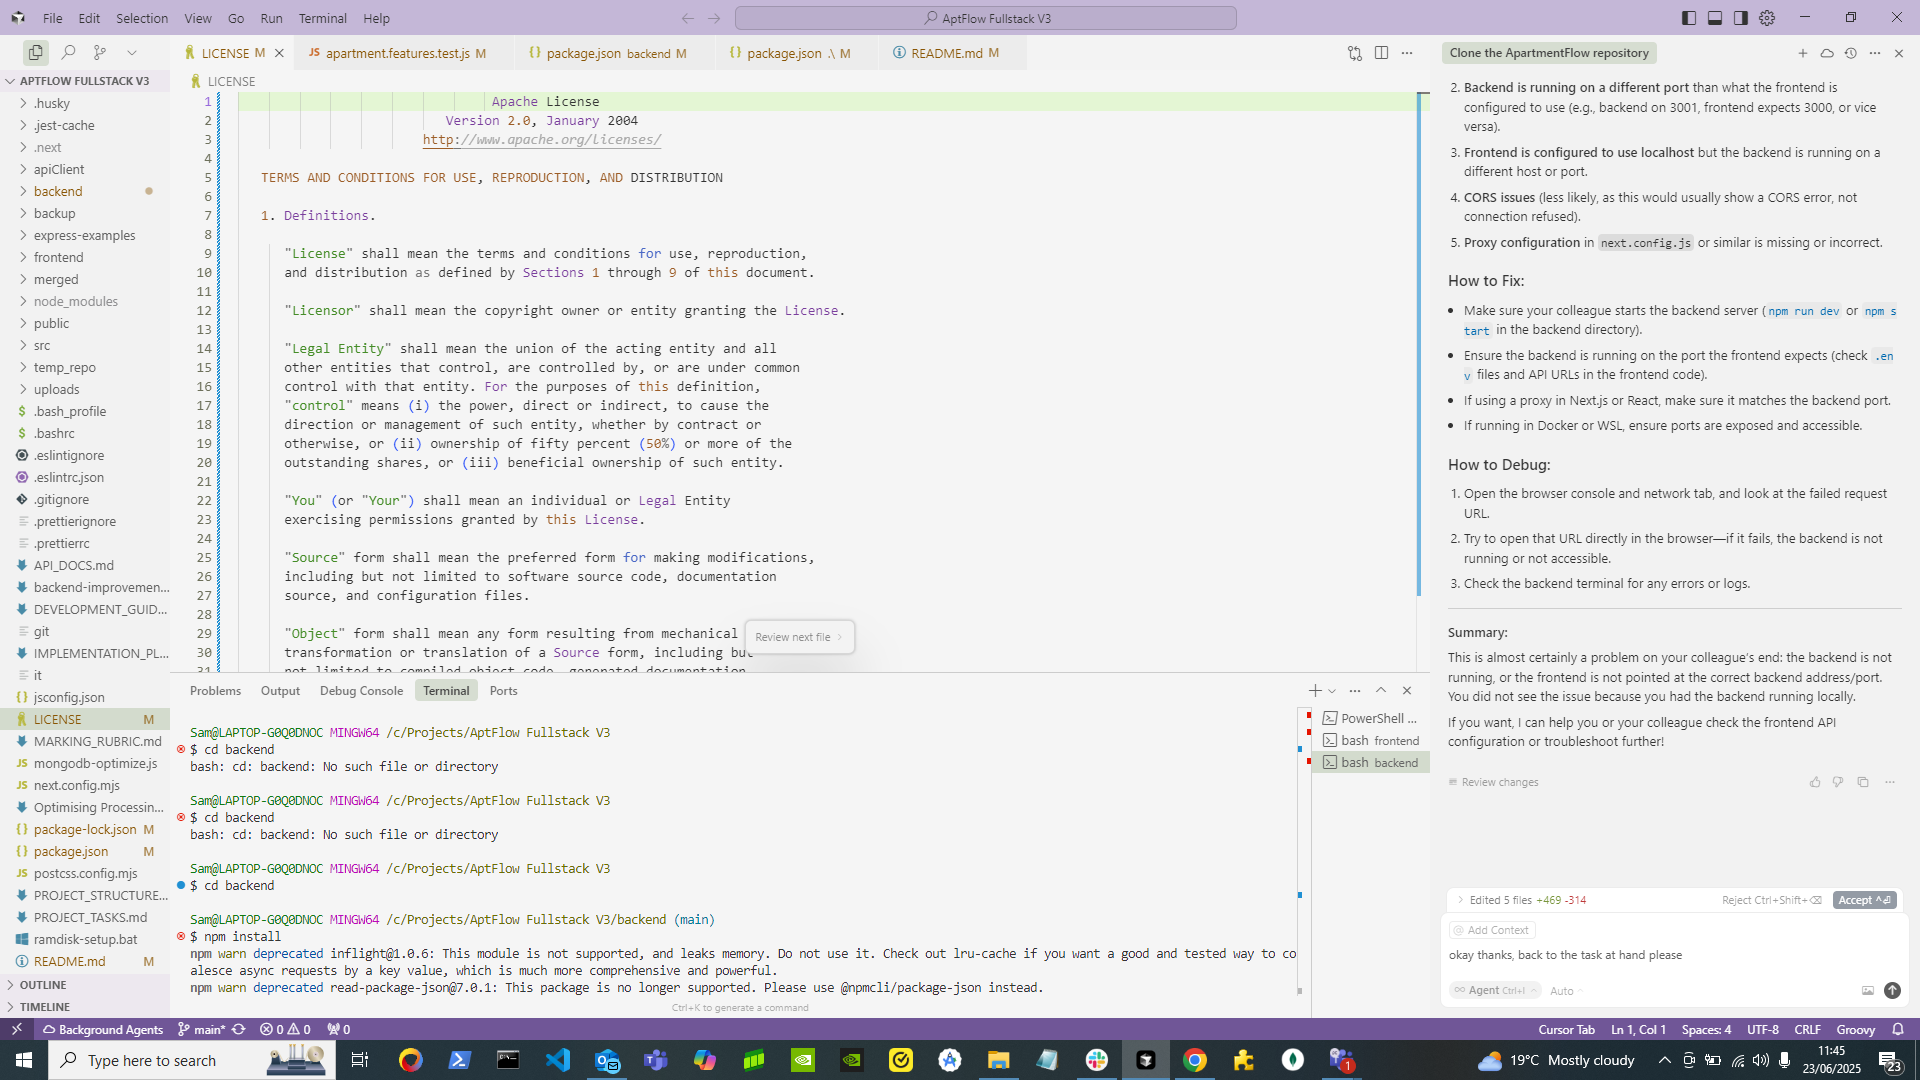 File Edit Selection View Go Run Terminal Help
AptFlow Fullstack V3
LICENSE M
apartment.features.test.js M
package.json backend M
package.json .\ M
README.md M
Clone the ApartmentFlow repository
APTFLOW FULLSTACK V3
.husky
.jest-cache
.next
apiClient
backend
backup
express-examples
frontend
merged
node_modules
public
src
temp_repo
uploads
.bash_profile
.bashrc
.eslintignore
.eslintrc.json
.gitignore
.prettierignore
.prettierrc
API_DOCS.md
backend-improvemen...
DEVELOPMENT_GUID...
git
IMPLEMENTATION_PL...
it
jsconfig.json
LICENSE M
MARKING_RUBRIC.md
mongodb-optimize.js
next.config.mjs
Optimising Processin...
package-lock.json M
package.json M
postcss.config.mjs
PROJECT_STRUCTURE...
PROJECT_TASKS.md
ramdisk-setup.bat
README.md M
OUTLINE
TIMELINE
LICENSE
1 Apache License
2 Version 2.0, January 2004
3 http://www.apache.org/licenses/
4
5 TERMS AND CONDITIONS FOR USE, REPRODUCTION, AND DISTRIBUTION
6
7 1. Definitions.
8
9 "License" shall mean the terms and conditions for use, reproduction,
10 and distribution as defined by Sections 1 through 9 of this document.
11
12 "Licensor" shall mean the copyright owner or entity granting the License.
13
14 "Legal Entity" shall mean the union of the acting entity and all
15 other entities that control, are controlled by, or are under common
16 control with that entity. For the purposes of this definition,
17 "control" means (i) the power, direct or indirect, to cause the
18 direction or management of such entity, whether by contract or
19 otherwise, or (ii) ownership of fifty percent (50%) or more of the
20 outstanding shares, or (iii) beneficial ownership of such entity.
21
22 "You" (or "Your") shall mean an individual or Legal Entity
23 exercising permissions granted by this License.
24
25 "Source" form shall mean the preferred form for making modifications,
26 including but not limited to software source code, documentation
27 source, and configuration files.
28
29 "Object" form shall mean any form resulting from mechanical
30 transformation or translation of a Source form, including but
31 not limited to compiled object code, generated documentation,
Review next file
Problems Output Debug Console Terminal Ports
Sam@LAPTOP-G0Q0DNOC MINGW64 /c/Projects/AptFlow Fullstack V3
$ cd backend
bash: cd: backend: No such file or directory
Sam@LAPTOP-G0Q0DNOC MINGW64 /c/Projects/AptFlow Fullstack V3
$ cd backend
bash: cd: backend: No such file or directory
Sam@LAPTOP-G0Q0DNOC MINGW64 /c/Projects/AptFlow Fullstack V3
$ cd backend
Sam@LAPTOP-G0Q0DNOC MINGW64 /c/Projects/AptFlow Fullstack V3/backend (main)
$ npm install
npm warn deprecated inflight@1.0.6: This module is not supported, and leaks memory. Do not use it. Check out lru-cache if you want a good and tested way to co
alesce async requests by a key value, which is much more comprehensive and powerful.
npm warn deprecated read-package-json@7.0.1: This package is no longer supported. Please use @npmcli/package-json instead.
Ctrl+K to generate a command
PowerShell ...
bash frontend
bash backend
2. Backend is running on a different port than what the frontend is
configured to use (e.g., backend on 3001, frontend expects 3000, or vice
versa).
3. Frontend is configured to use localhost but the backend is running on a
different host or port.
4. CORS issues (less likely, as this would usually show a CORS error, not
connection refused).
5. Proxy configuration in next.config.js or similar is missing or incorrect.
How to Fix:
• Make sure your colleague starts the backend server (npm run dev or npm s
tart in the backend directory).
• Ensure the backend is running on the port the frontend expects (check .en
v files and API URLs in the frontend code).
• If using a proxy in Next.js or React, make sure it matches the backend port.
• If running in Docker or WSL, ensure ports are exposed and accessible.
How to Debug:
1. Open the browser console and network tab, and look at the failed request
URL.
2. Try to open that URL directly in the browser—if it fails, the backend is not
running or not accessible.
3. Check the backend terminal for any errors or logs.
Summary:
This is almost certainly a problem on your colleague's end: the backend is not
running, or the frontend is not pointed at the correct backend address/port.
You did not see the issue because you had the backend running locally.
If you want, I can help you or your colleague check the frontend API
configuration or troubleshoot further!
Review changes
Edited 5 files +469 -314 Reject Ctrl+Shift+⌫ Accept ^⏎
@ Add Context
okay thanks, back to the task at hand please
Agent Ctrl+I Auto
Background Agents main* 0 0 0
Cursor Tab Ln 1, Col 1 Spaces: 4 UTF-8 CRLF Groovy
Type here to search
1
19°C Mostly cloudy
11:45
23/06/2025
23